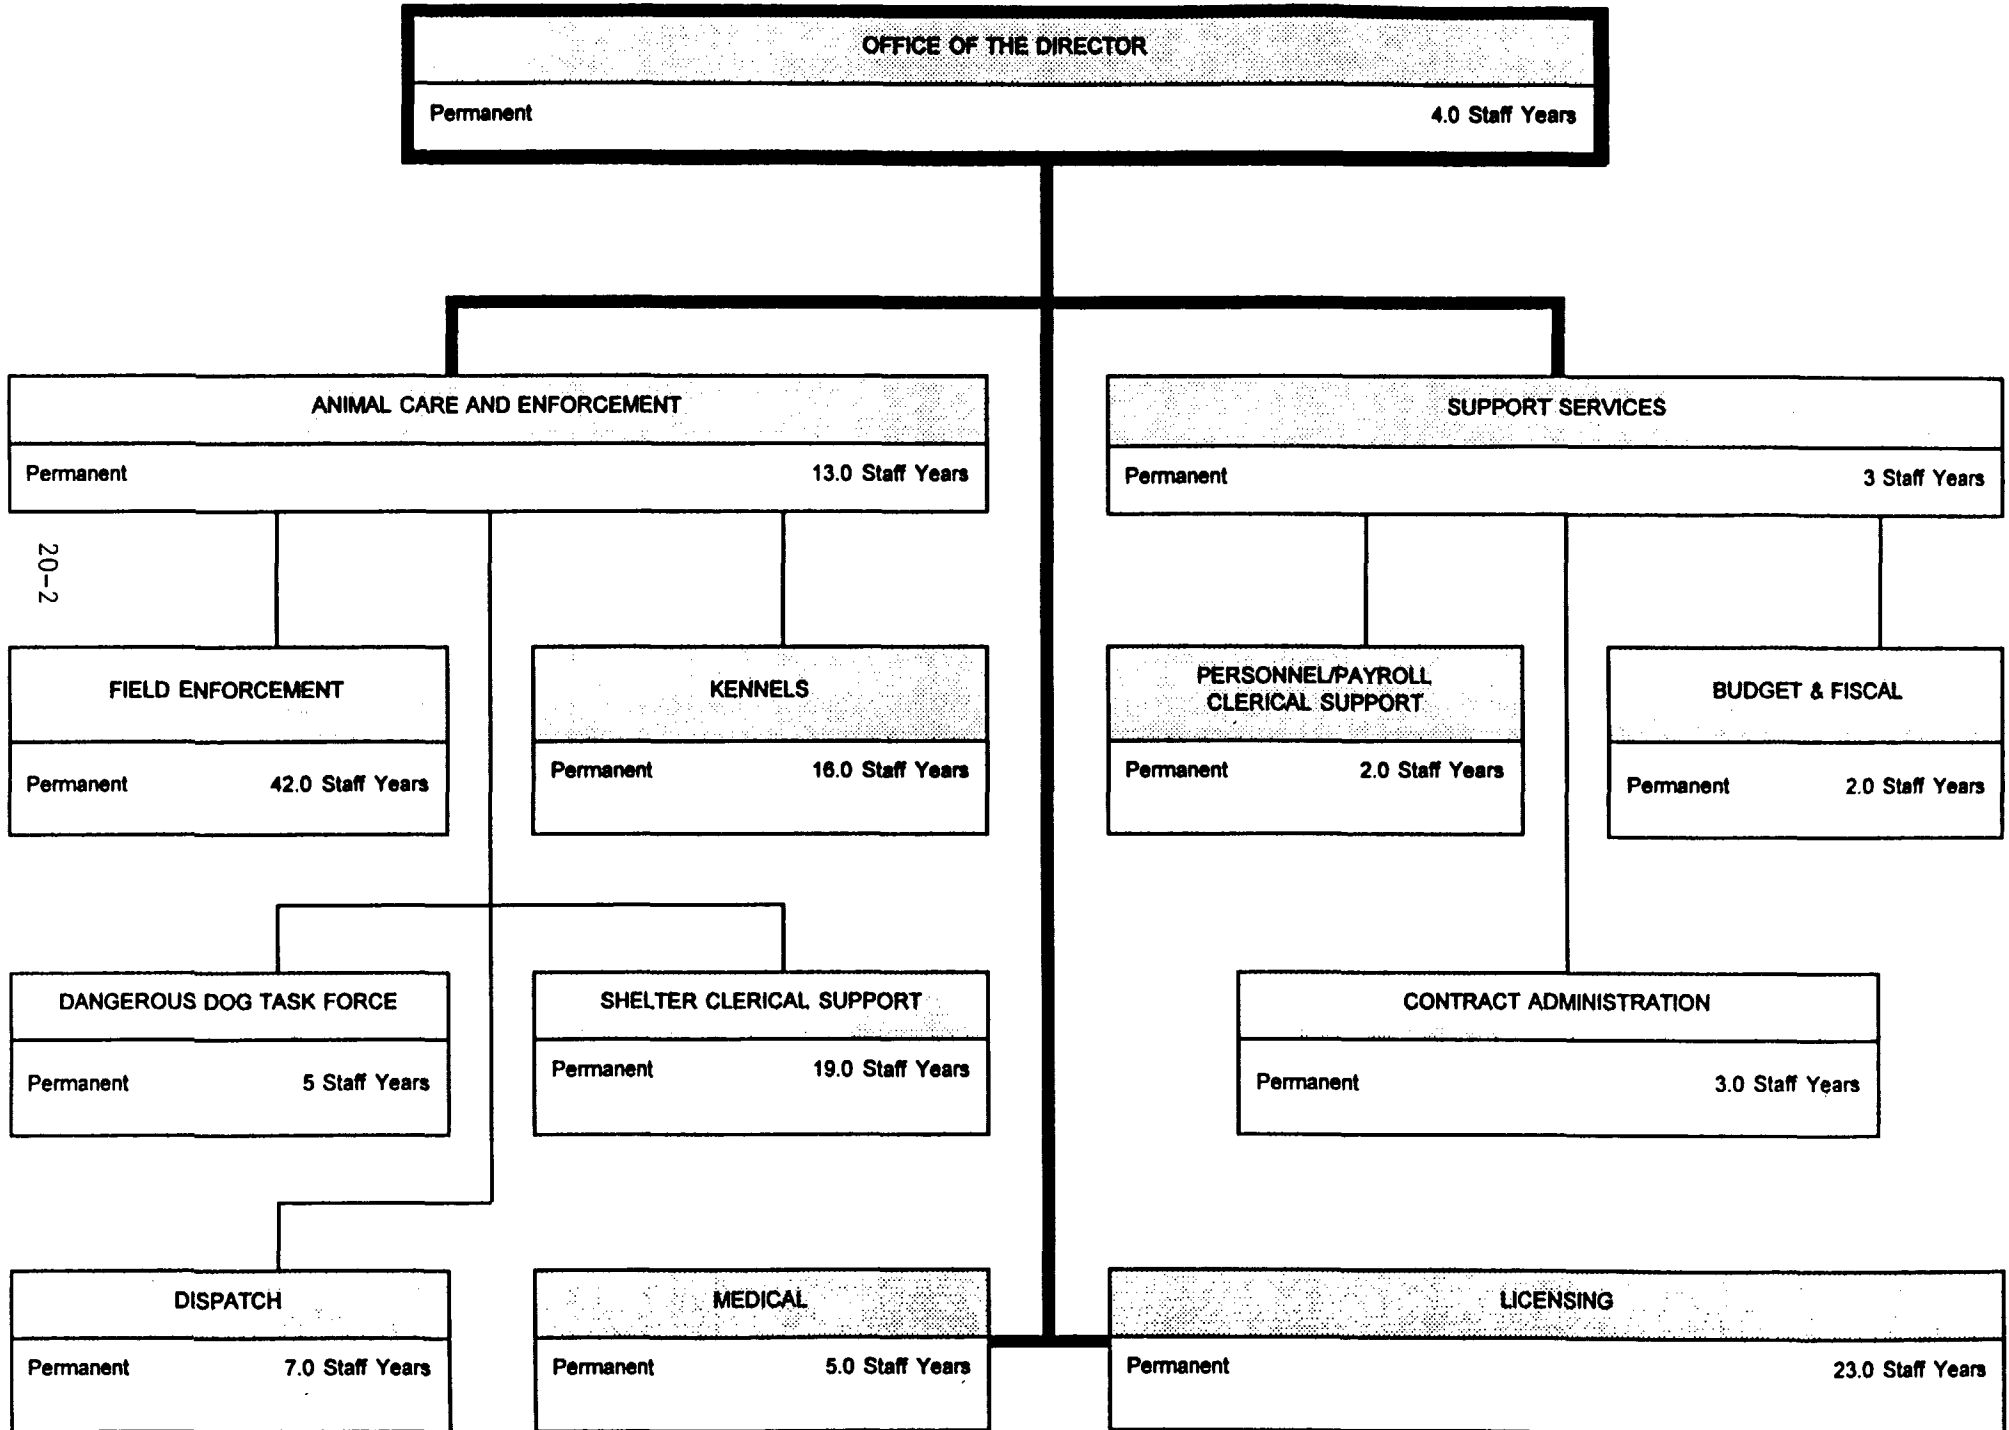 OFFICE OF THE DIRECTOR
Permanent 4.0 Staff Years
ANIMAL CARE AND ENFORCEMENT
Permanent 13.0 Staff Years
SUPPORT SERVICES
Permanent 3 Staff Years
20-2
FIELD ENFORCEMENT
Permanent 42.0 Staff Years
KENNELS
Permanent 16.0 Staff Years
PERSONNEL/PAYROLL
CLERICAL SUPPORT
Permanent 2.0 Staff Years
BUDGET & FISCAL
Permanent 2.0 Staff Years
DANGEROUS DOG TASK FORCE
Permanent 5 Staff Years
SHELTER CLERICAL SUPPORT
Permanent 19.0 Staff Years
CONTRACT ADMINISTRATION
Permanent 3.0 Staff Years
DISPATCH
Permanent 7.0 Staff Years
MEDICAL
Permanent 5.0 Staff Years
LICENSING
Permanent 23.0 Staff Years